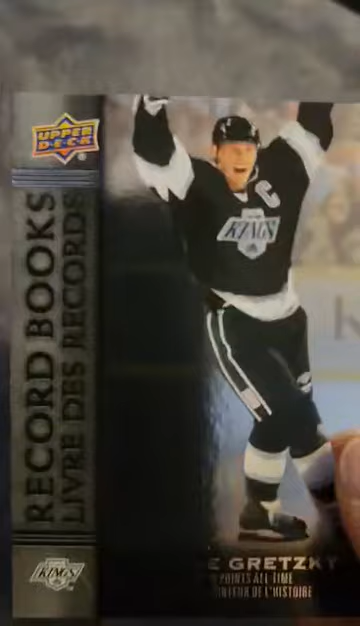 UPPER
DECK
RECORD BOOKS
LIVRE DES RECORDS
C
KINGS
KINGS
E GRETZKY
POINTS ALL-TIME
DE L'HISTOIRE